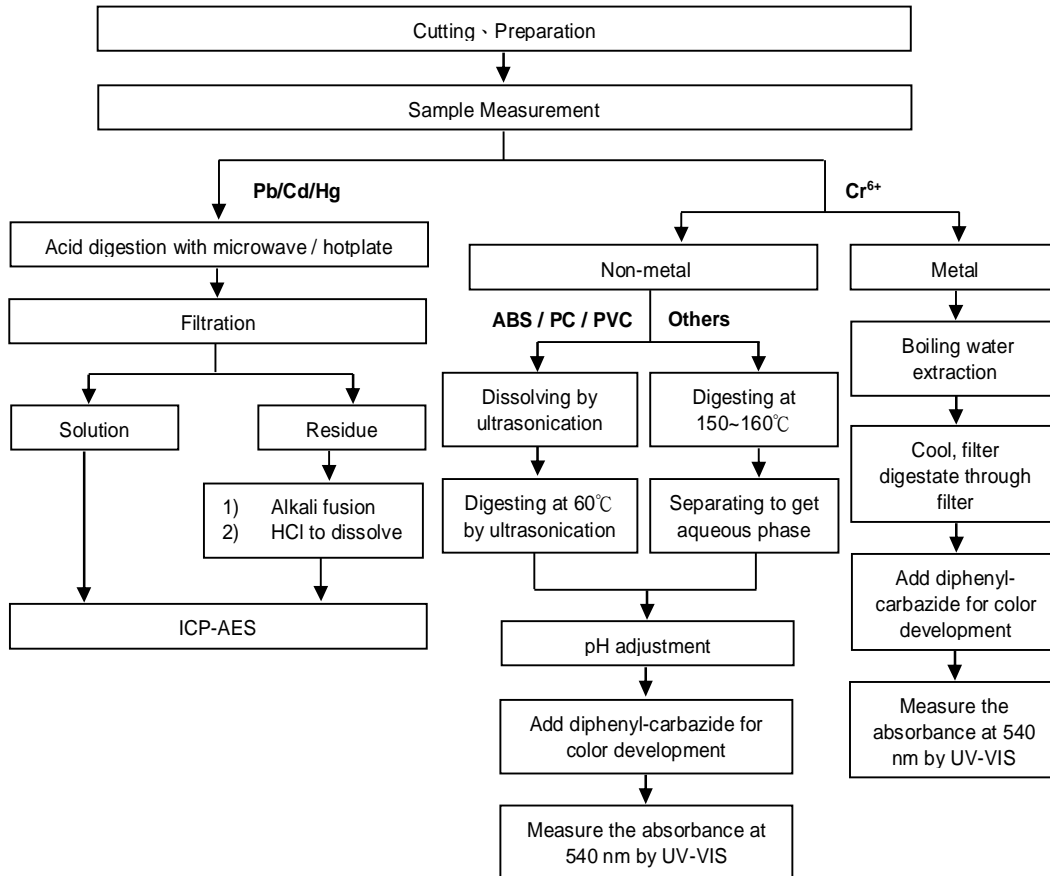 Cutting、Preparation
Sample Measurement
Pb/Cd/Hg
Acid digestion with microwave / hotplate
Filtration
Solution
Residue
1) Alkali fusion
2) HCl to dissolve
ICP-AES
Cr⁶⁺
Non-metal
ABS / PC / PVC
Others
Dissolving by
ultrasonication
Digesting at 60℃
by ultrasonication
Digesting at
150~160℃
Separating to get
aqueous phase
pH adjustment
Add diphenyl-carbazide for
color development
Measure the absorbance at
540 nm by UV-VIS
Metal
Boiling water
extraction
Cool, filter
digestate through
filter
Add diphenyl-
carbazide for color
development
Measure the
absorbance at 540
nm by UV-VIS